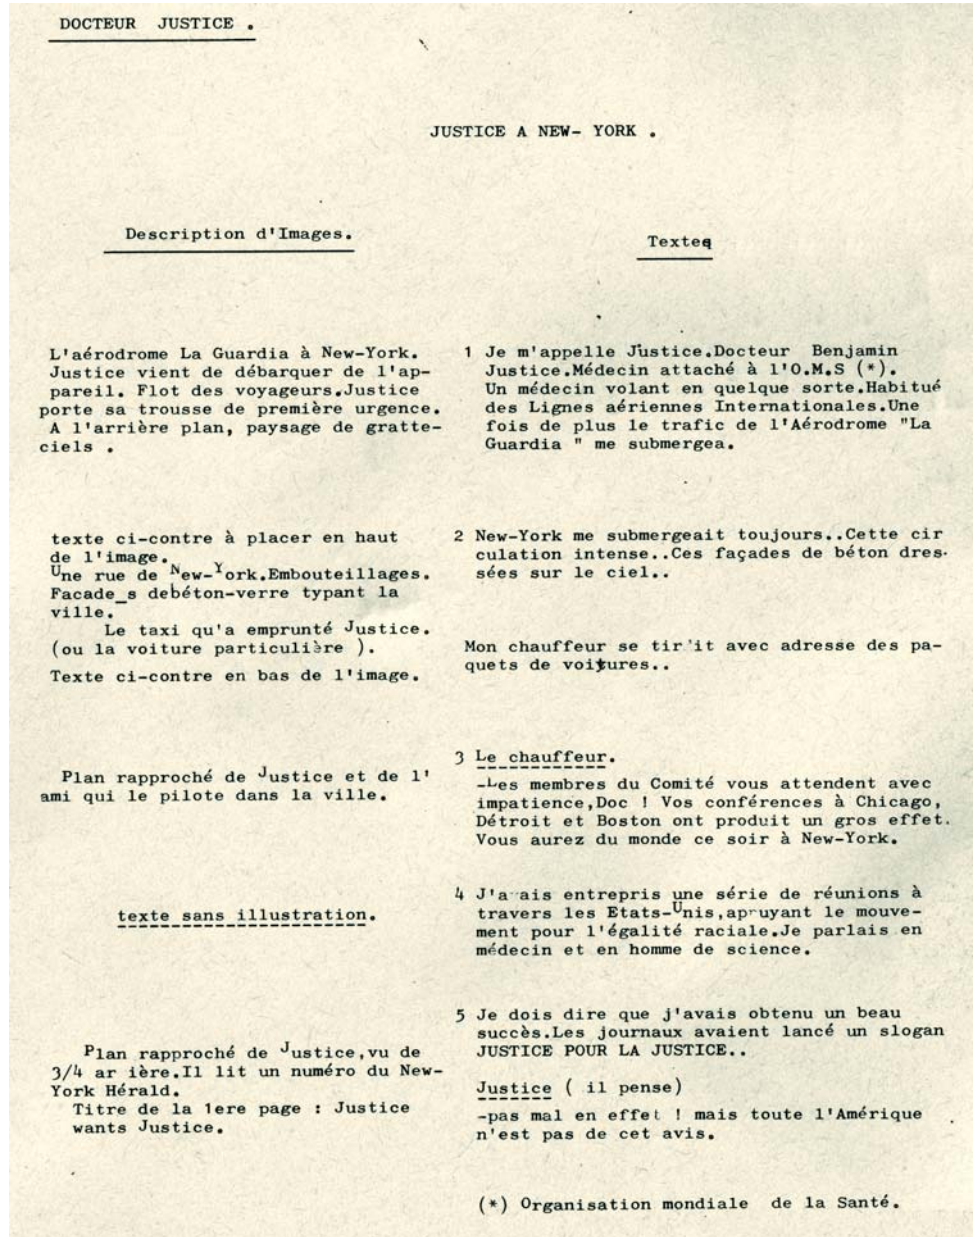 DOCTEUR JUSTICE .
JUSTICE A NEW- YORK .
Description d'Images.
Texteq
L'aérodrome La Guardia à New-York.
Justice vient de débarquer de l'ap-
pareil. Flot des voyageurs.Justice
porte sa trousse de première urgence.
A l'arrière plan, paysage de gratte-
ciels .
1 Je m'appelle Justice.Docteur Benjamin
Justice.Médecin attaché à l'O.M.S (*).
Un médecin volant en quelque sorte.Habitué
des Lignes aériennes Internationales.Une
fois de plus le trafic de l'Aérodrome "La
Guardia " me submergea.
texte ci-contre à placer en haut
de l'image.
Une rue de New-York.Embouteillages.
Facade_s debéton-verre typant la
ville.
Le taxi qu'a emprunté Justice.
(ou la voiture particulière ).
Texte ci-contre en bas de l'image.
2 New-York me submergeait toujours..Cette cir
culation intense..Ces façades de béton dres-
sées sur le ciel..
Mon chauffeur se tir'it avec adresse des pa-
quets de voitures..
Plan rapproché de Justice et de l'
ami qui le pilote dans la ville.
3 Le chauffeur.
-Les membres du Comité vous attendent avec
impatience,Doc ! Vos conférences à Chicago,
Détroit et Boston ont produit un gros effet.
Vous aurez du monde ce soir à New-York.
texte sans illustration.
4 J'avais entrepris une série de réunions à
travers les Etats-Unis,appuyant le mouve-
ment pour l'égalité raciale.Je parlais en
médecin et en homme de science.
Plan rapproché de Justice,vu de
3/4 ar ière.Il lit un numéro du New-
York Hérald.
Titre de la 1ere page : Justice
wants Justice.
5 Je dois dire que j'avais obtenu un beau
succès.Les journaux avaient lancé un slogan
JUSTICE POUR LA JUSTICE..
Justice ( il pense)
-pas mal en effet ! mais toute l'Amérique
n'est pas de cet avis.
(*) Organisation mondiale de la Santé.